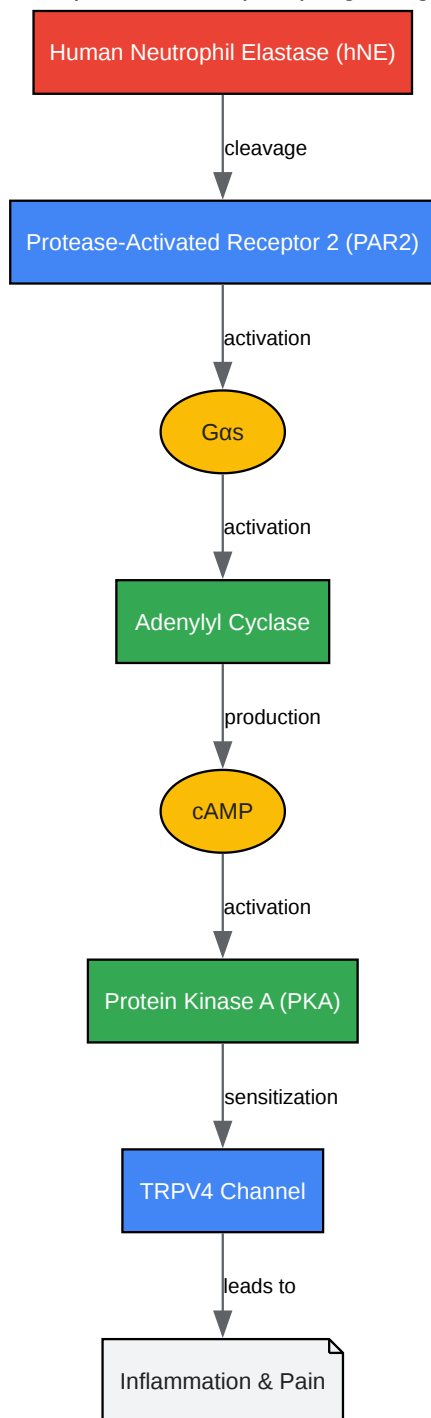 Human Neutrophil Elastase (hNE)
cleavage
Protease-Activated Receptor 2 (PAR2)
activation
Gαs
activation
Adenylyl Cyclase
production
cAMP
activation
Protein Kinase A (PKA)
sensitization
TRPV4 Channel
leads to
Inflammation & Pain